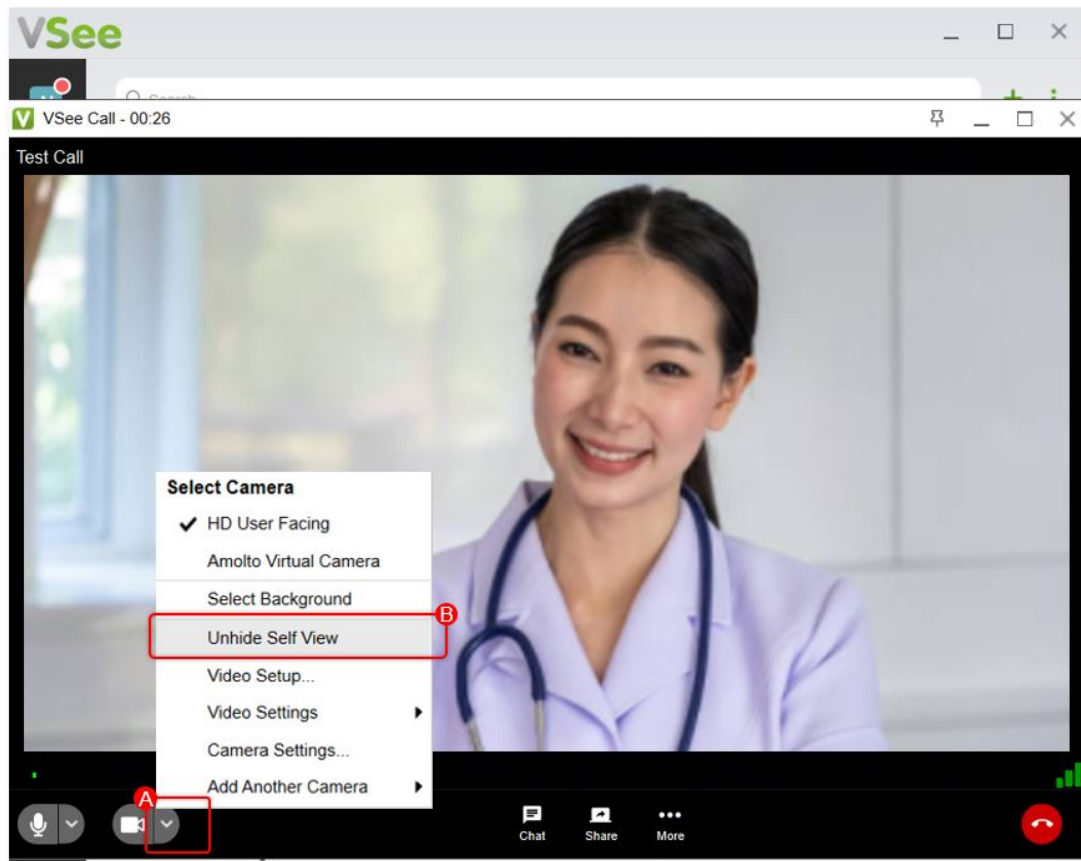 VSee
Search
VSee Call - 00:26
Test Call
Select Camera
HD User Facing
Amolto Virtual Camera
Select Background
B
Unhide Self View
Video Setup...
Video Settings
Camera Settings...
Add Another Camera
A
Chat
Share
More